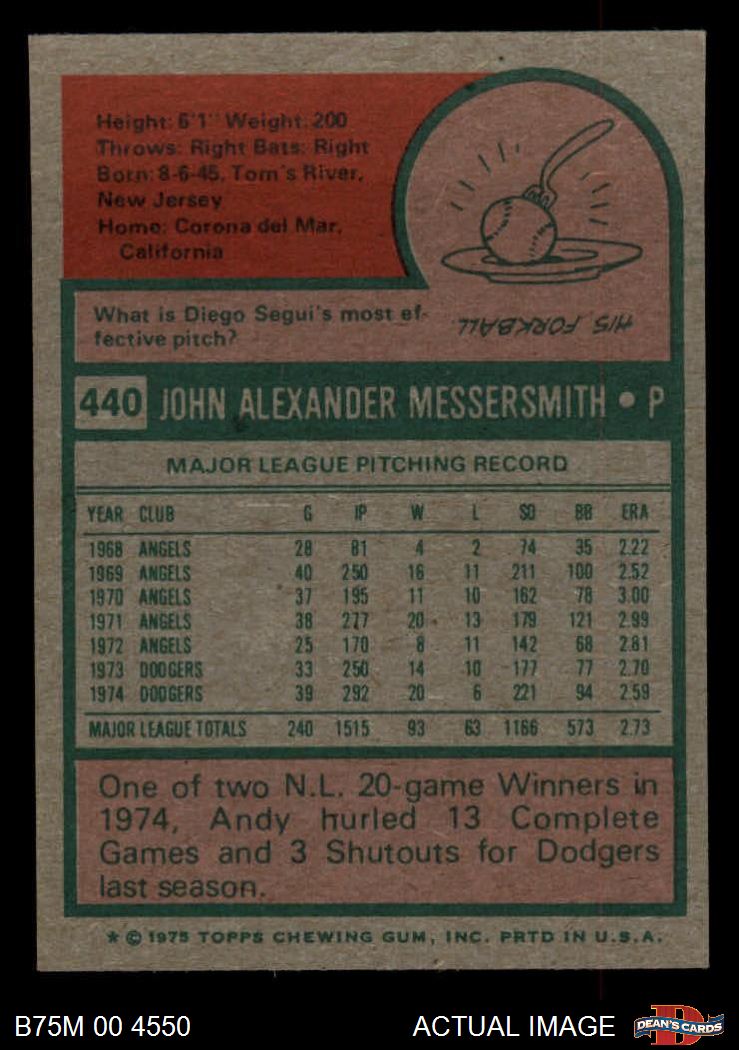 Height: 6'1" Weight: 200
Throws: Right Bats: Right
Born: 8-6-45, Tom's River,
New Jersey
Home: Corona del Mar,
California
What is Diego Segui's most ef-
fective pitch?
HIS FORKBALL.
440 JOHN ALEXANDER MESSERSMITH • P
MAJOR LEAGUE PITCHING RECORD
YEAR CLUB G IP W L SO BB ERA
1968 ANGELS 28 81 4 2 74 35 2.22
1969 ANGELS 40 250 16 11 211 100 2.52
1970 ANGELS 37 195 11 10 162 78 3.00
1971 ANGELS 38 277 20 13 179 121 2.99
1972 ANGELS 25 170 8 11 142 68 2.81
1973 DODGERS 33 250 14 10 177 77 2.70
1974 DODGERS 39 292 20 6 221 94 2.59
MAJOR LEAGUE TOTALS 240 1515 93 63 1166 573 2.73
One of two N.L. 20-game Winners in
1974, Andy hurled 13 Complete
Games and 3 Shutouts for Dodgers
last season.
* © 1975 TOPPS CHEWING GUM, INC. PRTD IN U.S.A.
B75M 00 4550 ACTUAL IMAGE
D
DEAN'S CARDS